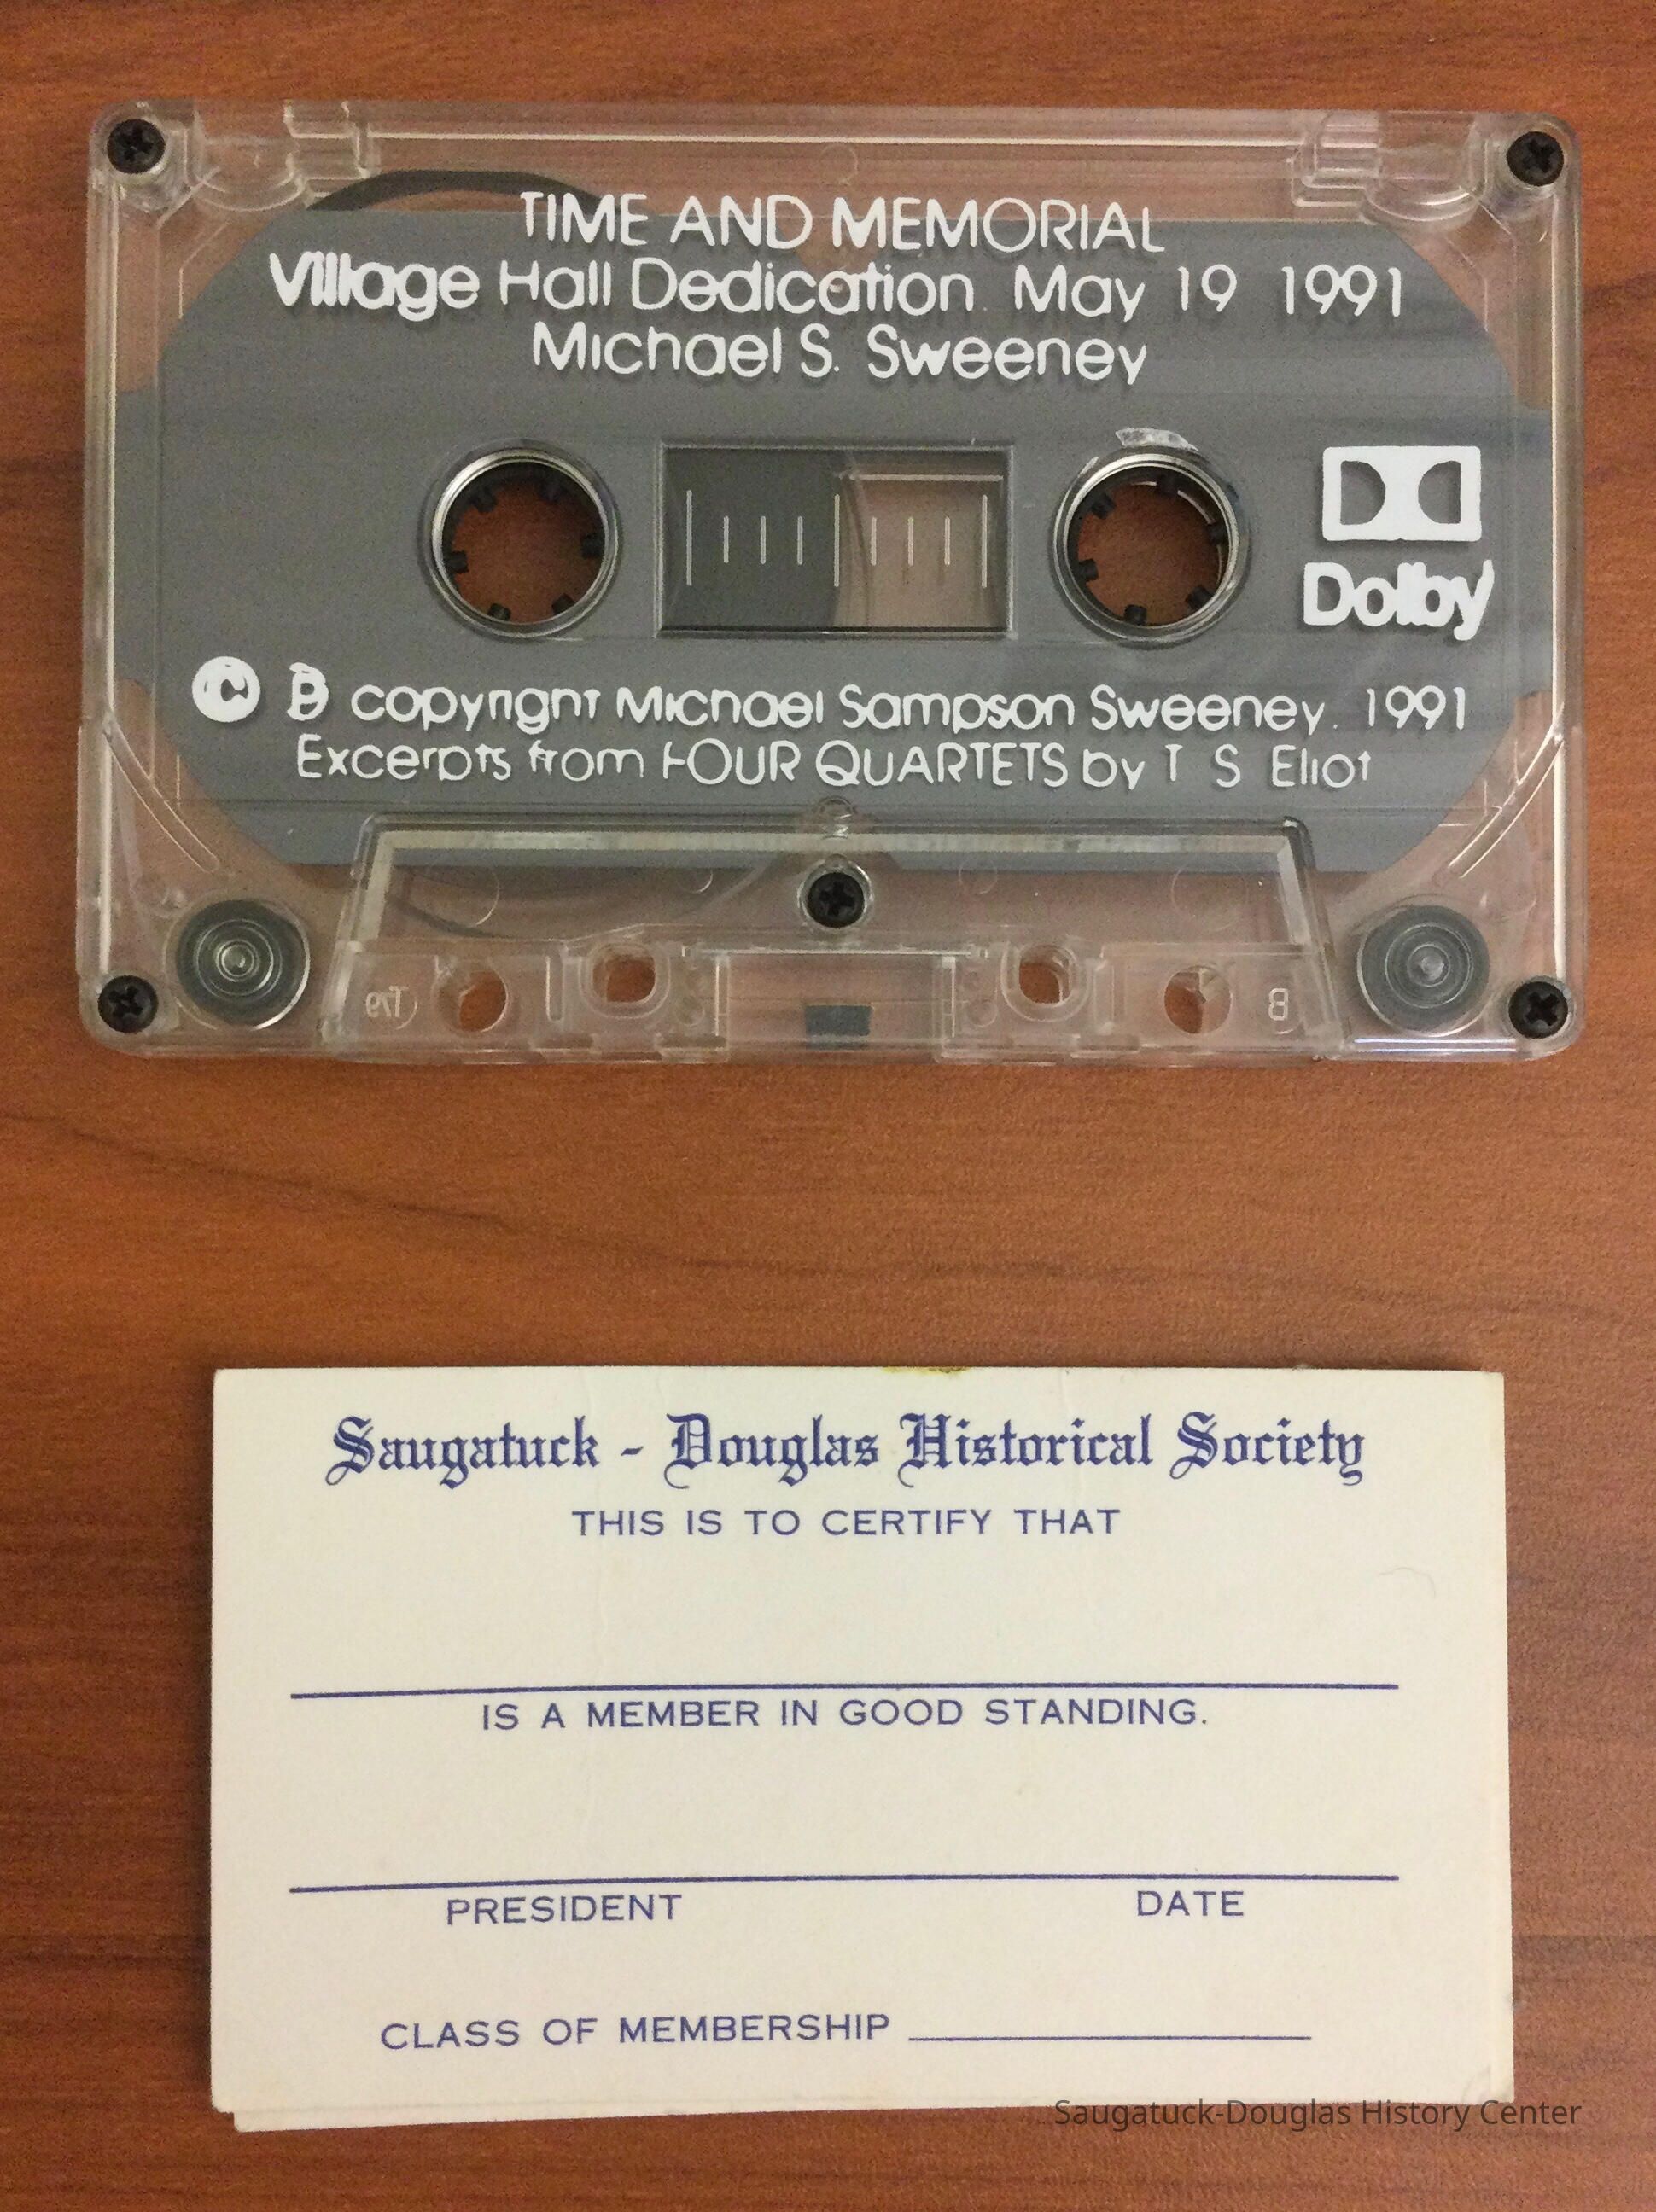 TIME AND MEMORIAL
Village Hall Dedication. May 19 1991
Michael S. Sweeney
Dolby
© ℗ copyright Michael Sampson Sweeney. 1991
Excerpts from FOUR QUARTETS by T S Eliot
B
Saugatuck - Douglas Historical Society
THIS IS TO CERTIFY THAT
IS A MEMBER IN GOOD STANDING.
PRESIDENT DATE
CLASS OF MEMBERSHIP
Saugatuck-Douglas History Center